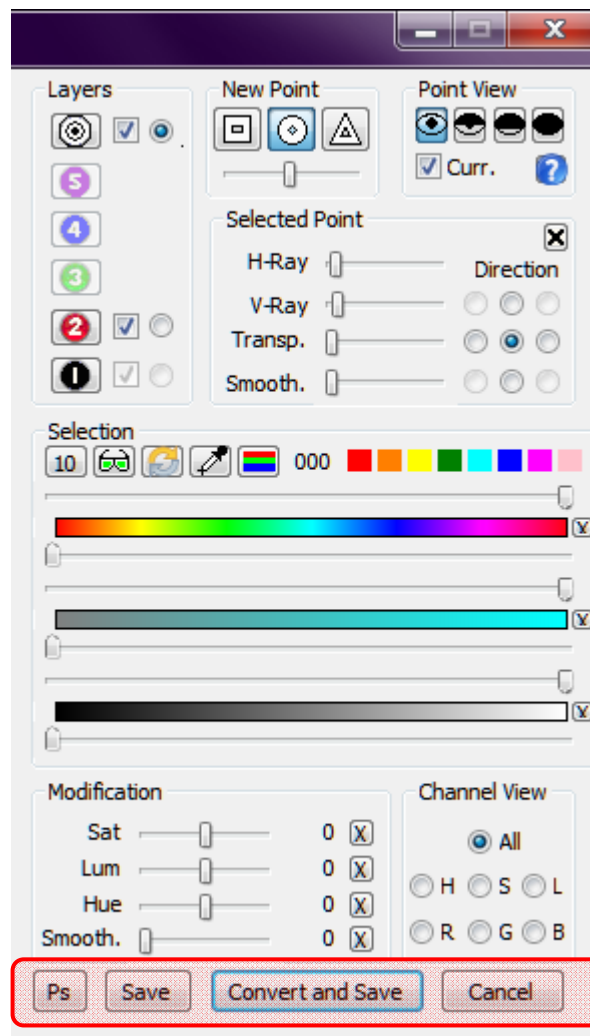 Layers
New Point
Point View
Curr.
?
5
4
3
2
1
Selected Point
X
H-Ray
Direction
V-Ray
Transp.
Smooth.
Selection
10
000
X
X
X
Modification
Sat 0 X
Lum 0 X
Hue 0 X
Smooth. 0 X
Channel View
All
H S L
R G B
Ps Save Convert and Save Cancel